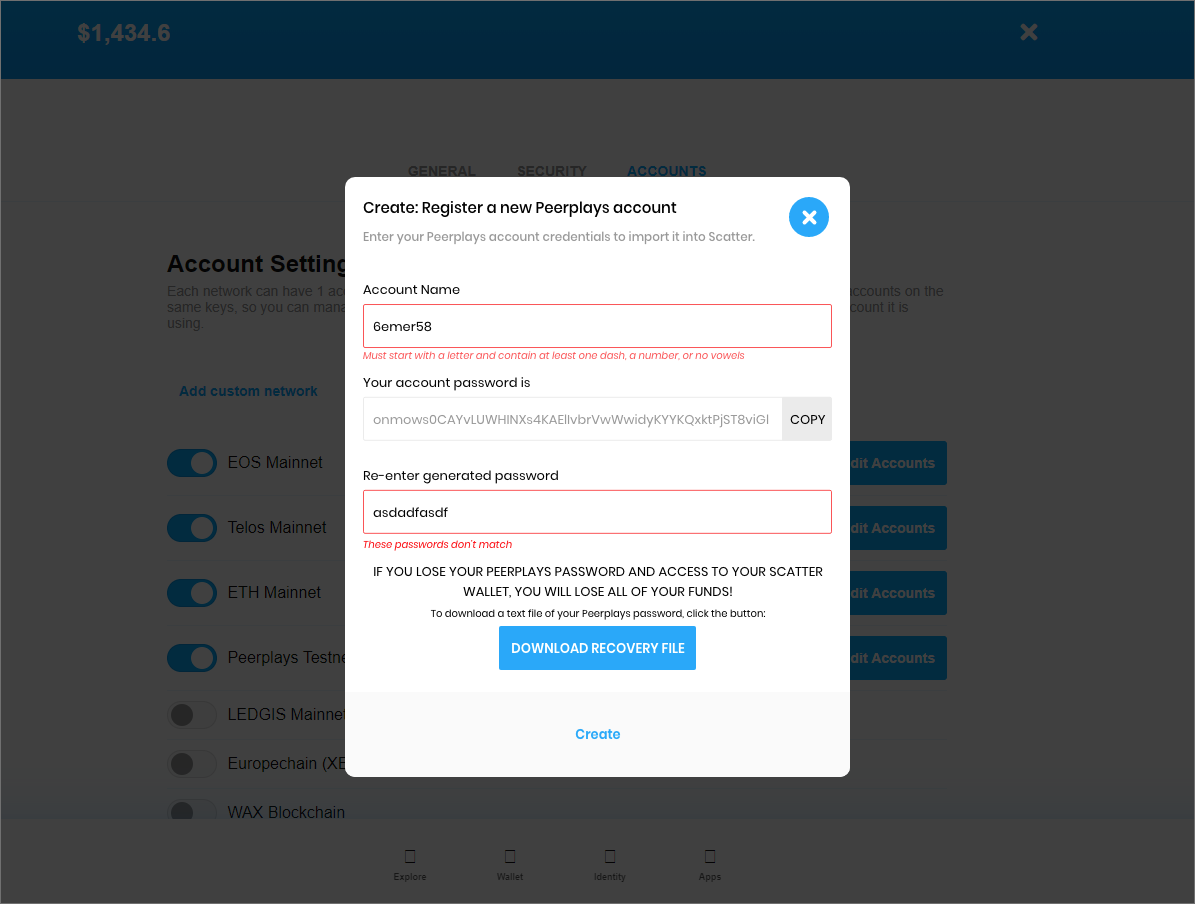 $1,434.6
GENERAL SECURITY ACCOUNTS
Create: Register a new Peerplays account
Enter your Peerplays account credentials to import it into Scatter.
Account Setting
Each network can have 1 acc
accounts on the
same keys, so you can mana
count it is
using.
Account Name
6emer58
Must start with a letter and contain at least one dash, a number, or no vowels
Your account password is
Add custom network
COPY
EOS Mainnet
dit Accounts
Re-enter generated password
asdadfasdf
Telos Mainnet
dit Accounts
These passwords don't match
IF YOU LOSE YOUR PEERPLAYS PASSWORD AND ACCESS TO YOUR SCATTER
WALLET, YOU WILL LOSE ALL OF YOUR FUNDS!
ETH Mainnet
dit Accounts
To download a text file of your Peerplays password, click the button:
DOWNLOAD RECOVERY FILE
Peerplays Testne
dit Accounts
LEDGIS Mainnet
Create
Europechain (XE
WAX Blockchain
Explore Wallet Identity Apps